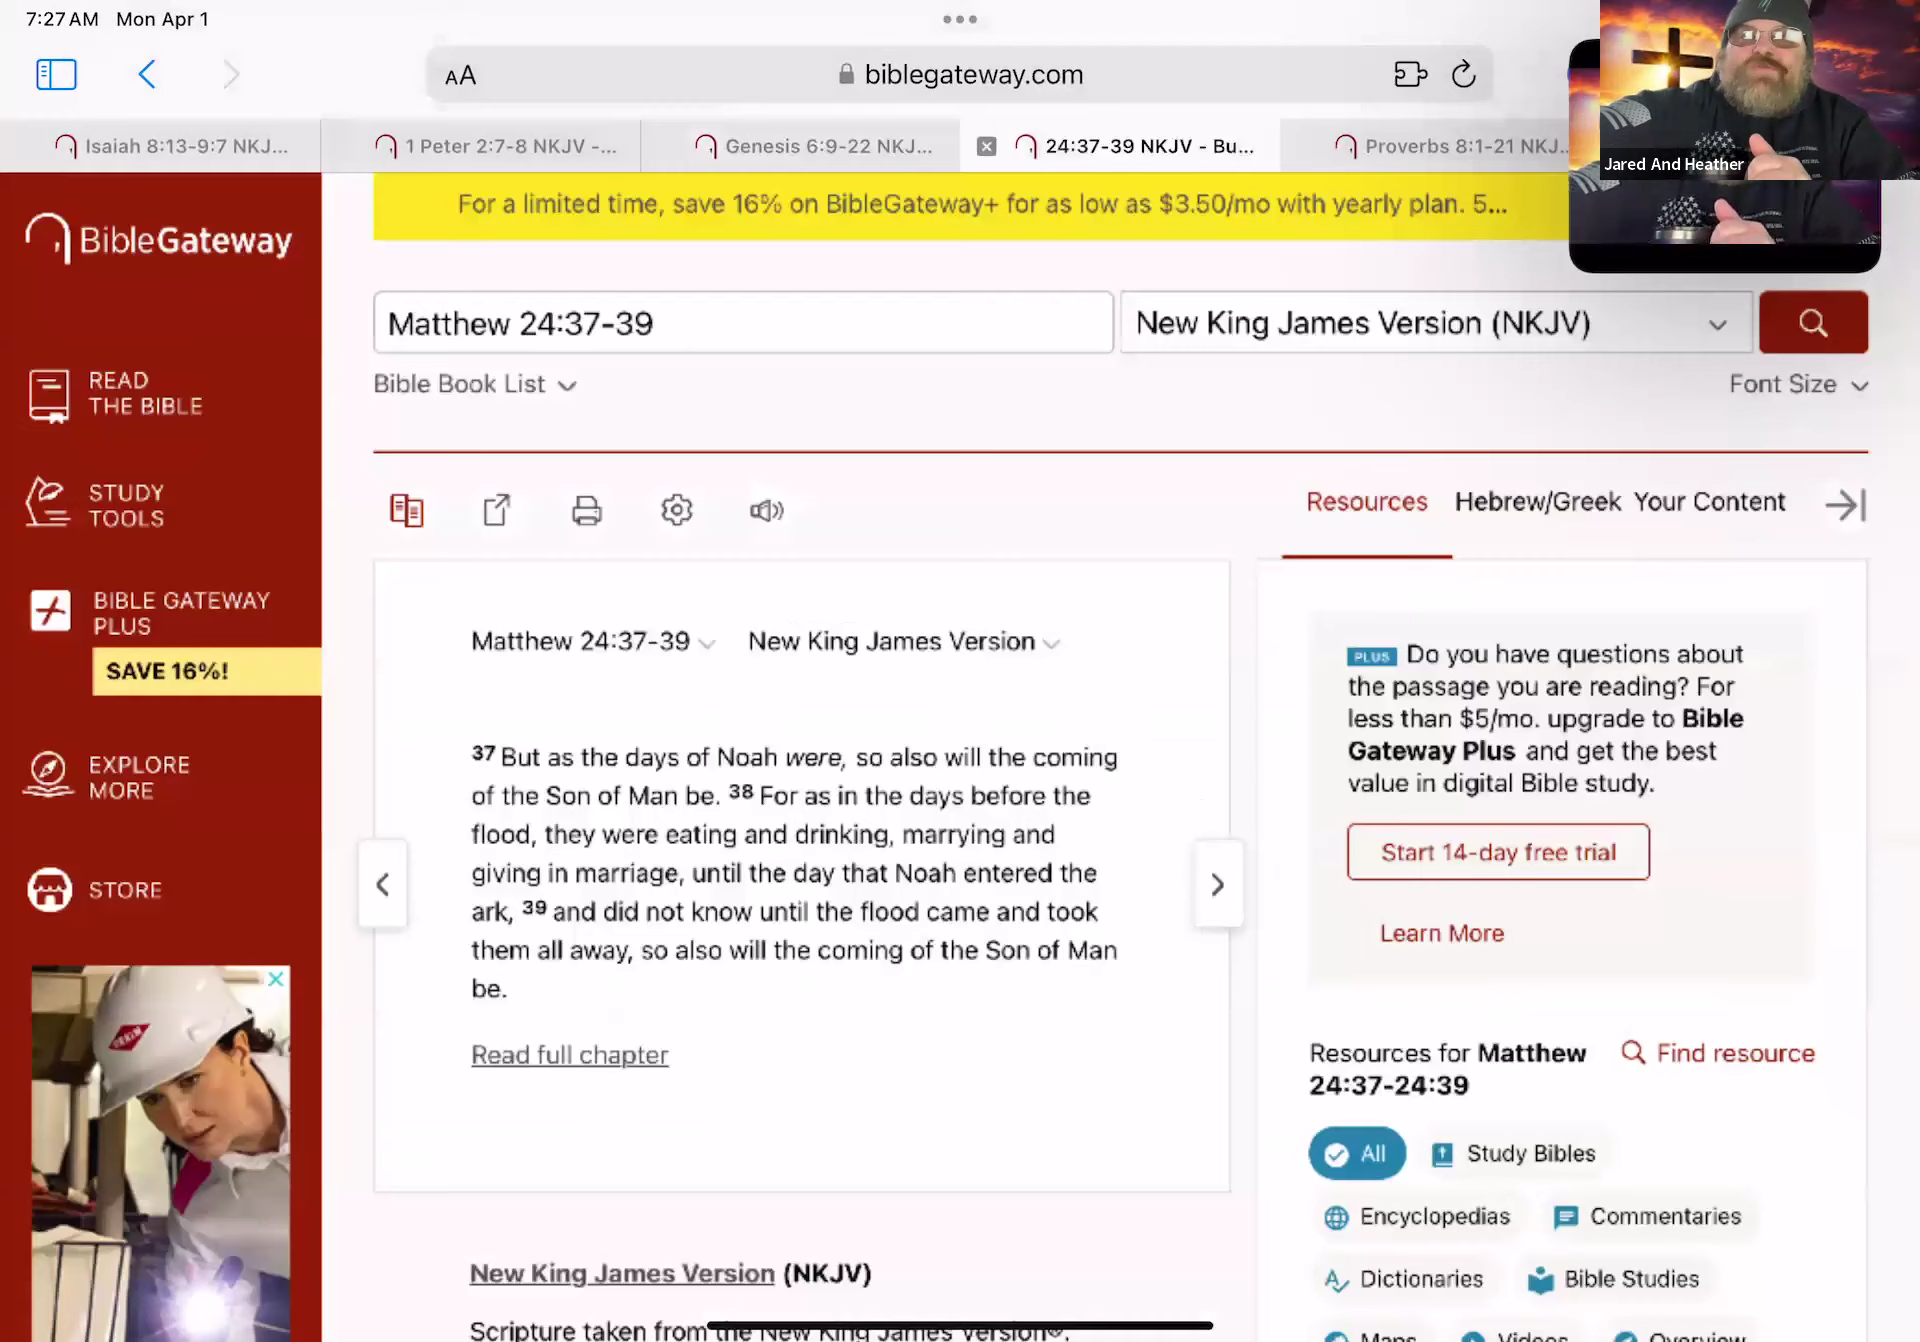 7:27 AM Mon Apr 1
AA
biblegateway.com
Isaiah 8:13-9:7 NKJ...
1 Peter 2:7-8 NKJV -...
Genesis 6:9-22 NKJ...
24:37-39 NKJV - Bu...
Proverbs 8:1-21 NKJ...
Jared And Heather
BibleGateway
For a limited time, save 16% on BibleGateway+ for as low as $3.50/mo with yearly plan. 5...
Matthew 24:37-39
New King James Version (NKJV)
Bible Book List
Font Size
READ
THE BIBLE
STUDY
TOOLS
BIBLE GATEWAY
PLUS
SAVE 16%!
EXPLORE
MORE
STORE
ORKIN
Resources
Hebrew/Greek
Your Content
Matthew 24:37-39
New King James Version
37 But as the days of Noah were, so also will the coming
of the Son of Man be. 38 For as in the days before the
flood, they were eating and drinking, marrying and
giving in marriage, until the day that Noah entered the
ark, 39 and did not know until the flood came and took
them all away, so also will the coming of the Son of Man
be.
Read full chapter
New King James Version (NKJV)
Scripture taken from the New King James Version®.
PLUS Do you have questions about
the passage you are reading? For
less than $5/mo. upgrade to Bible
Gateway Plus and get the best
value in digital Bible study.
Start 14-day free trial
Learn More
Resources for Matthew
24:37-24:39
Find resource
All
Study Bibles
Encyclopedias
Commentaries
Dictionaries
Bible Studies
Maps
Videos
Overview